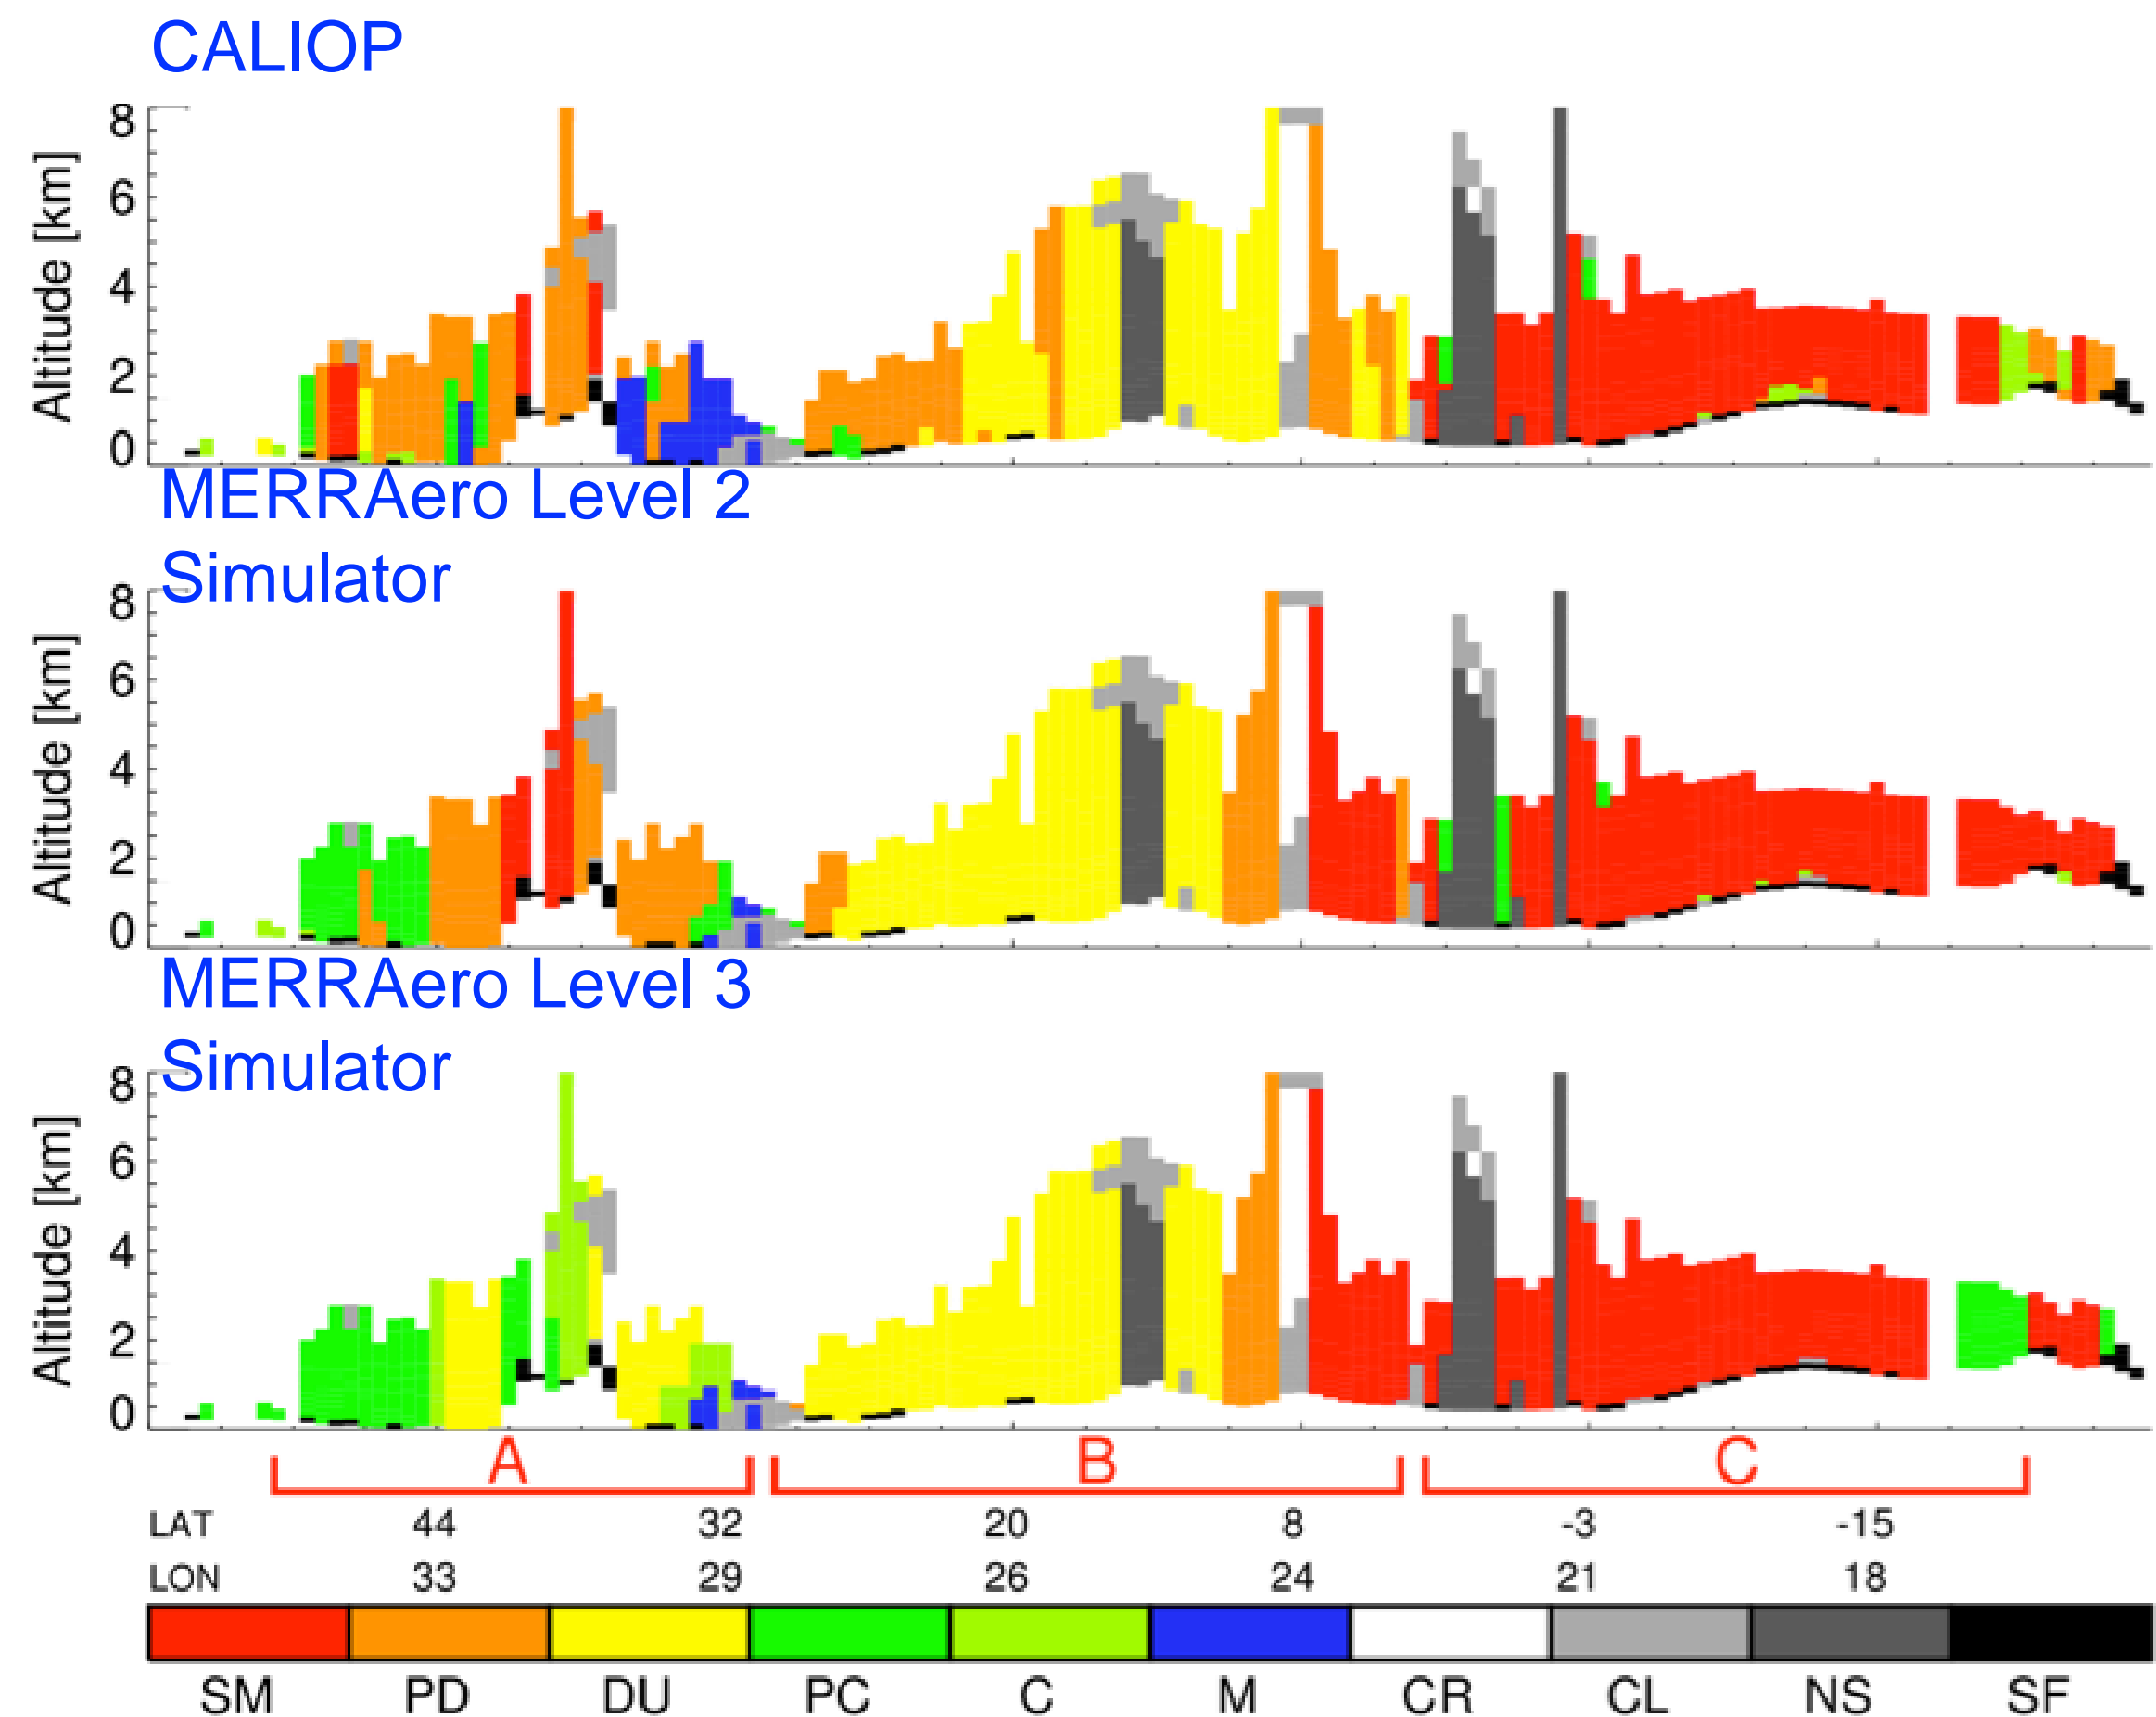 CALIOP
8
6
4
2
0
Altitude [km]
MERRAero Level 2
Simulator
8
6
4
2
0
Altitude [km]
MERRAero Level 3
Simulator
8
6
4
2
0
Altitude [km]
A B C
LAT 44 32 20 8 -3 -15
LON 33 29 26 24 21 18
SM PD DU PC C M CR CL NS SF